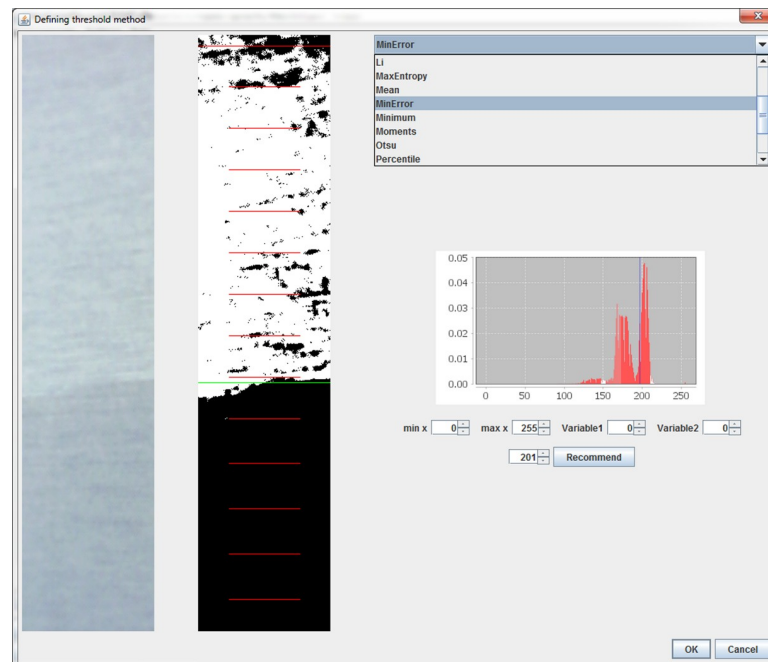 Defining threshold method
MinError
Li
MaxEntropy
Mean
MinError
Minimum
Moments
Otsu
Percentile
0.05
0.04
0.03
0.02
0.01
0.00
0 50 100 150 200 250
min x 0 max x 255 Variable1 0 Variable2 0
201 Recommend
OK Cancel